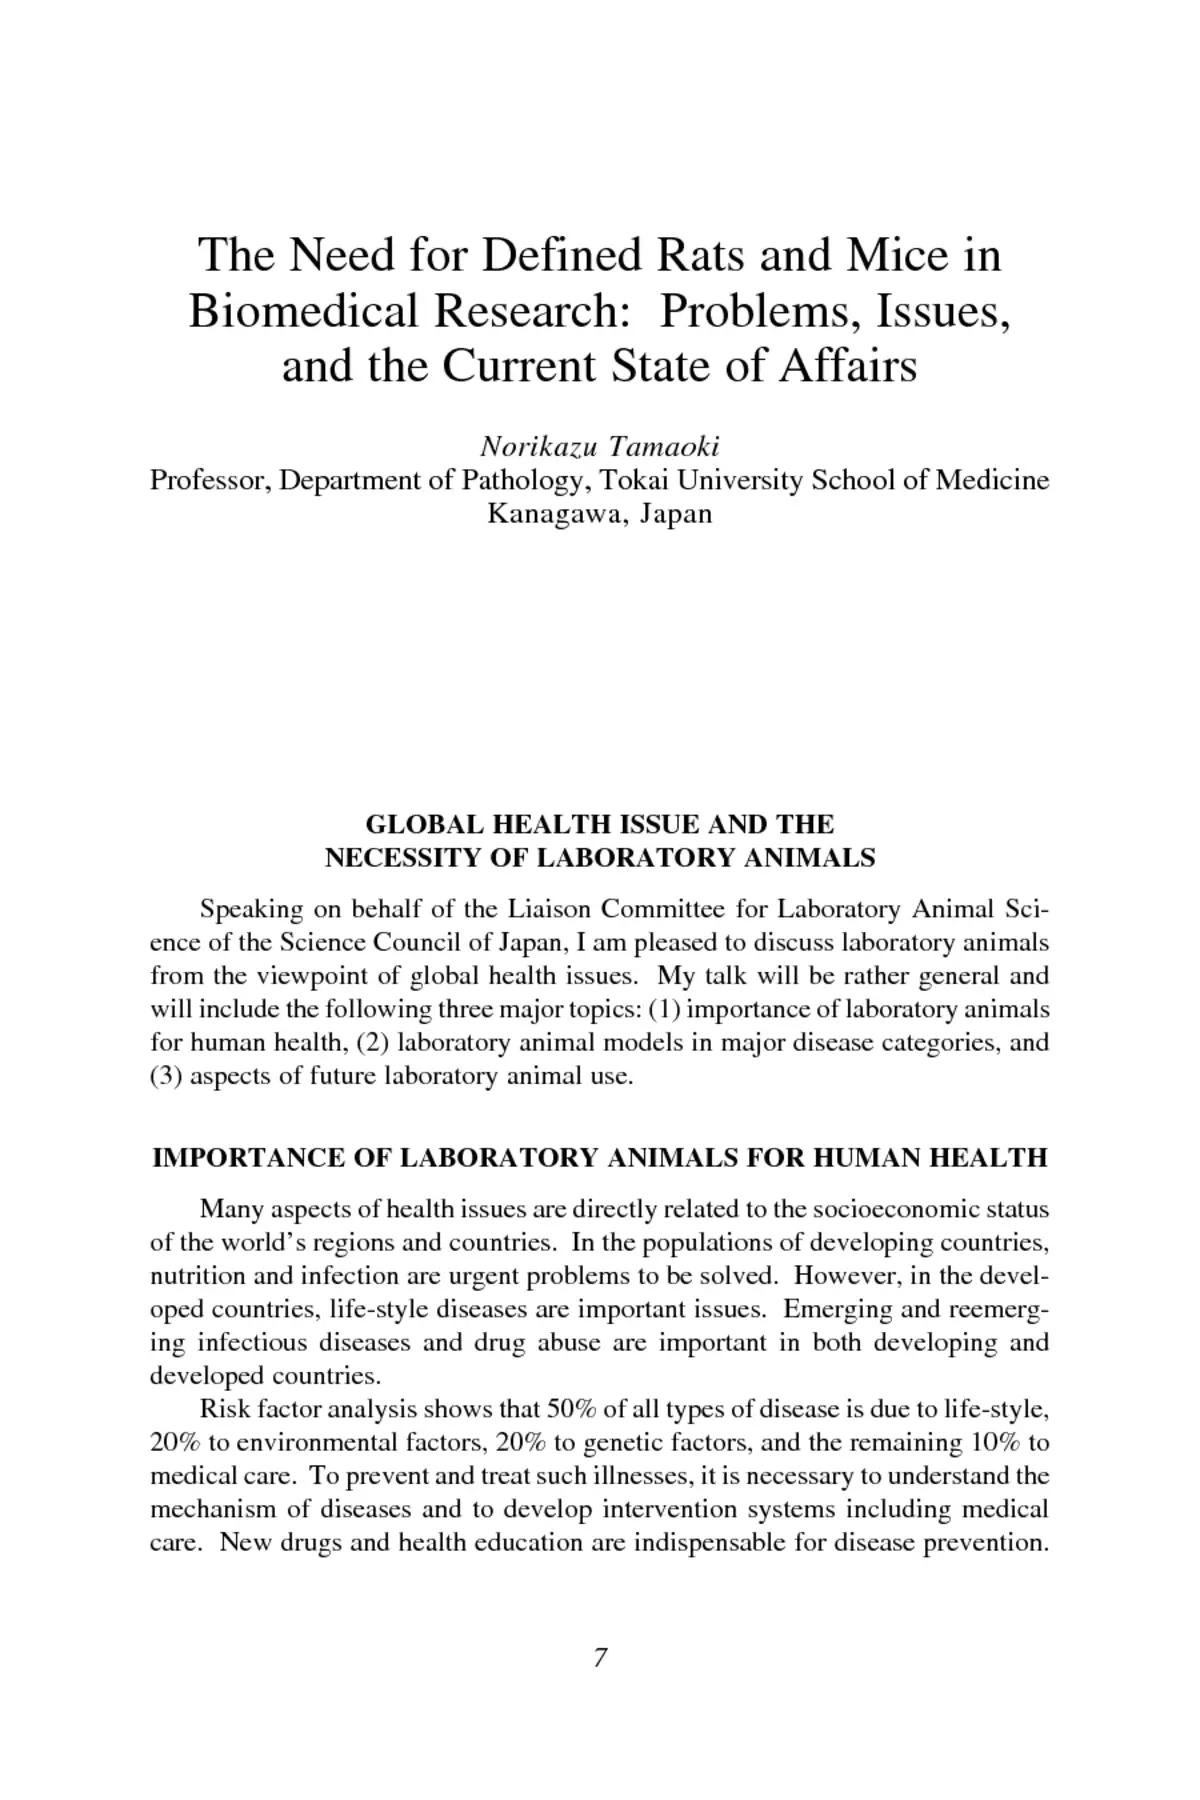 The Need for Defined Rats and Mice in
Biomedical Research:  Problems, Issues,
and the Current State of Affairs
Norikazu Tamaoki
Professor, Department of Pathology, Tokai University School of Medicine
Kanagawa, Japan
GLOBAL HEALTH ISSUE AND THE
NECESSITY OF LABORATORY ANIMALS
Speaking on behalf of the Liaison Committee for Laboratory Animal Sci-
ence of the Science Council of Japan, I am pleased to discuss laboratory animals
from the viewpoint of global health issues.  My talk will be rather general and
will include the following three major topics: (1) importance of laboratory animals
for human health, (2) laboratory animal models in major disease categories, and
(3) aspects of future laboratory animal use.
IMPORTANCE OF LABORATORY ANIMALS FOR HUMAN HEALTH
Many aspects of health issues are directly related to the socioeconomic status
of the world's regions and countries.  In the populations of developing countries,
nutrition and infection are urgent problems to be solved.  However, in the devel-
oped countries, life-style diseases are important issues.  Emerging and reemerg-
ing infectious diseases and drug abuse are important in both developing and
developed countries.
Risk factor analysis shows that 50% of all types of disease is due to life-style,
20% to environmental factors, 20% to genetic factors, and the remaining 10% to
medical care.  To prevent and treat such illnesses, it is necessary to understand the
mechanism of diseases and to develop intervention systems including medical
care.  New drugs and health education are indispensable for disease prevention.
7